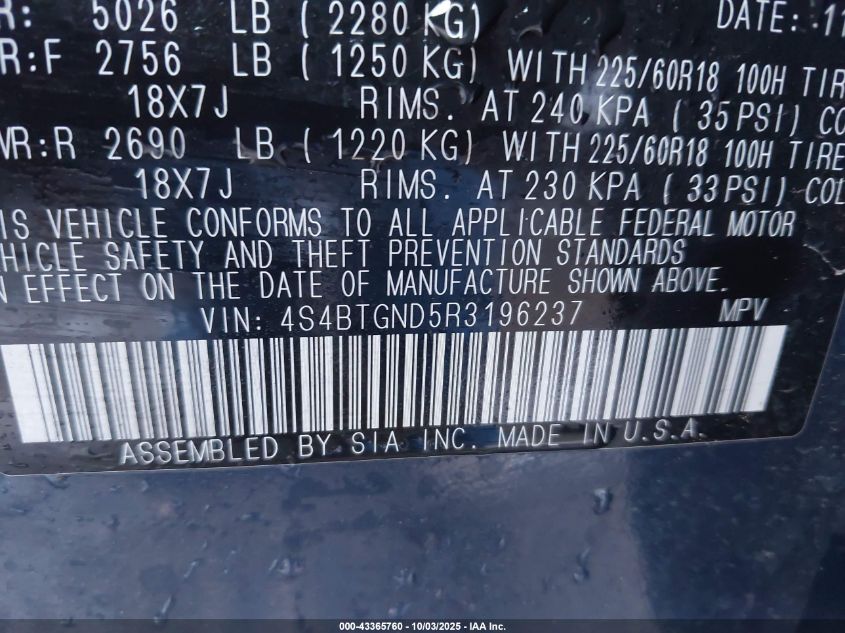 R: 5026 LB ( 2280 KG) DATE: 11
R:F 2756 LB ( 1250 KG) WITH 225/60R18 100H TIR
18X7J RIMS. AT 240 KPA ( 35 PSI) CO
WR:R 2690 LB ( 1220 KG) WITH 225/60R18 100H TIRE
18X7J RIMS. AT 230 KPA ( 33 PSI) COL
IS VEHICLE CONFORMS TO ALL APPLICABLE FEDERAL MOTOR
EHICLE SAFETY AND THEFT PREVENTION STANDARDS
N EFFECT ON THE DATE OF MANUFACTURE SHOWN ABOVE.
VIN: 4S4BTGND5R3196237 MPV
ASSEMBLED BY SIA INC. MADE IN U.S.A.
000-43365760 - 10/03/2025 - IAA Inc.